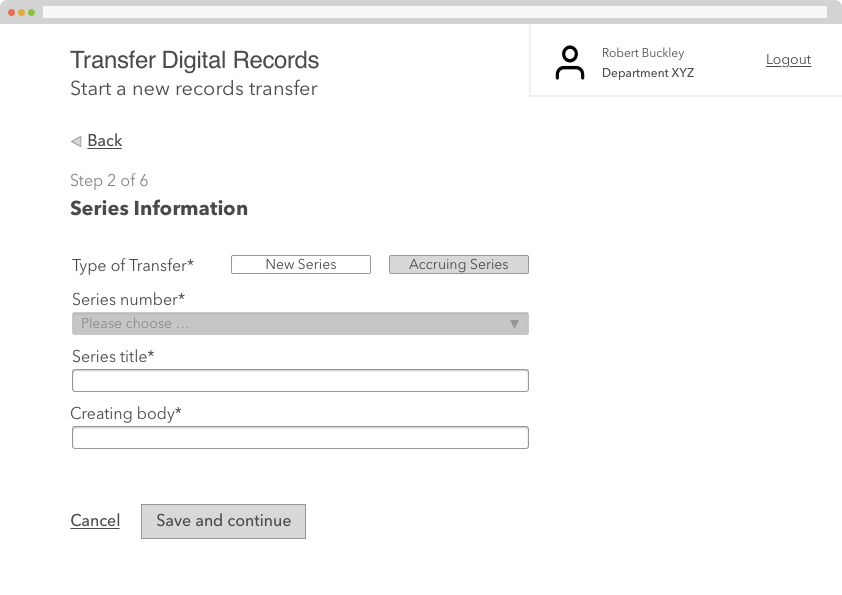 Transfer Digital Records
Start a new records transfer
Robert Buckley
Department XYZ
Logout
Back
Step 2 of 6
Series Information
Type of Transfer* New Series Accruing Series
Series number*
Please choose ...
Series title*
Creating body*
Cancel Save and continue